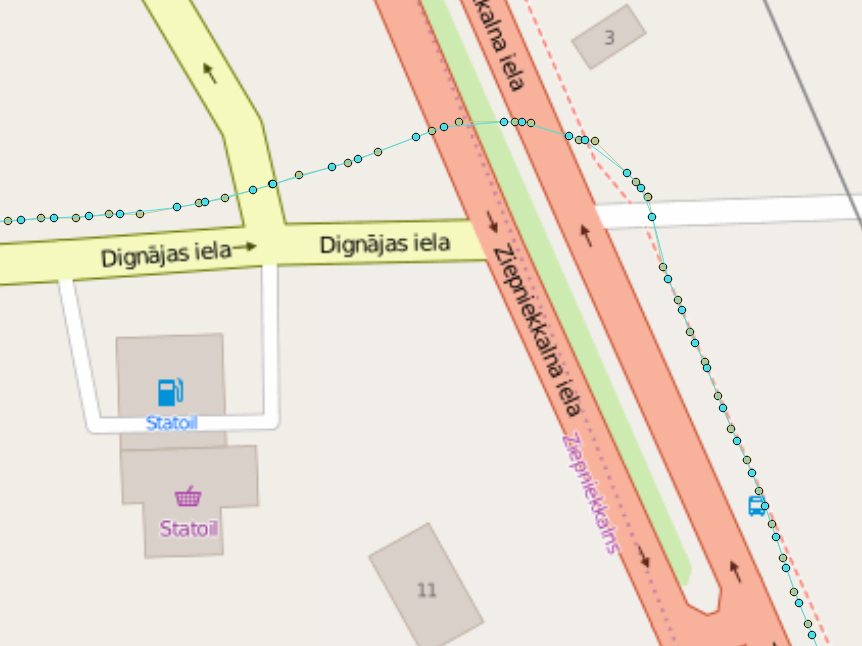 kalna iela
3
Dignājas iela
Dignājas iela
Ziepniekkalna iela
Statoil
Ziepniekkalns
Statoil
11